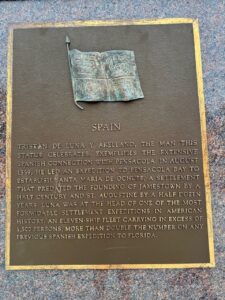 SPAIN
TRISTAN DE LUNA Y ARELLANO, THE MAN THIS
STATUE CELEBRATES, EXEMPLIFIES THE EXTENSIVE
SPANISH CONNECTION WITH PENSACOLA. IN AUGUST
1559, HE LED AN EXPEDITION TO PENSACOLA BAY TO
ESTABLISH SANTA MARIA DE OCHUSE, A SETTLEMENT
THAT PREDATED THE FOUNDING OF JAMESTOWN BY A
HALF CENTURY AND ST. AUGUSTINE BY A HALF DOZEN
YEARS. LUNA WAS AT THE HEAD OF ONE OF THE MOST
FORMIDABLE SETTLEMENT EXPEDITIONS IN AMERICAN
HISTORY, AN ELEVEN-SHIP FLEET CARRYING IN EXCESS OF
1,500 PERSONS, MORE THAN DOUBLE THE NUMBER ON ANY
PREVIOUS SPANISH EXPEDITION TO FLORIDA.